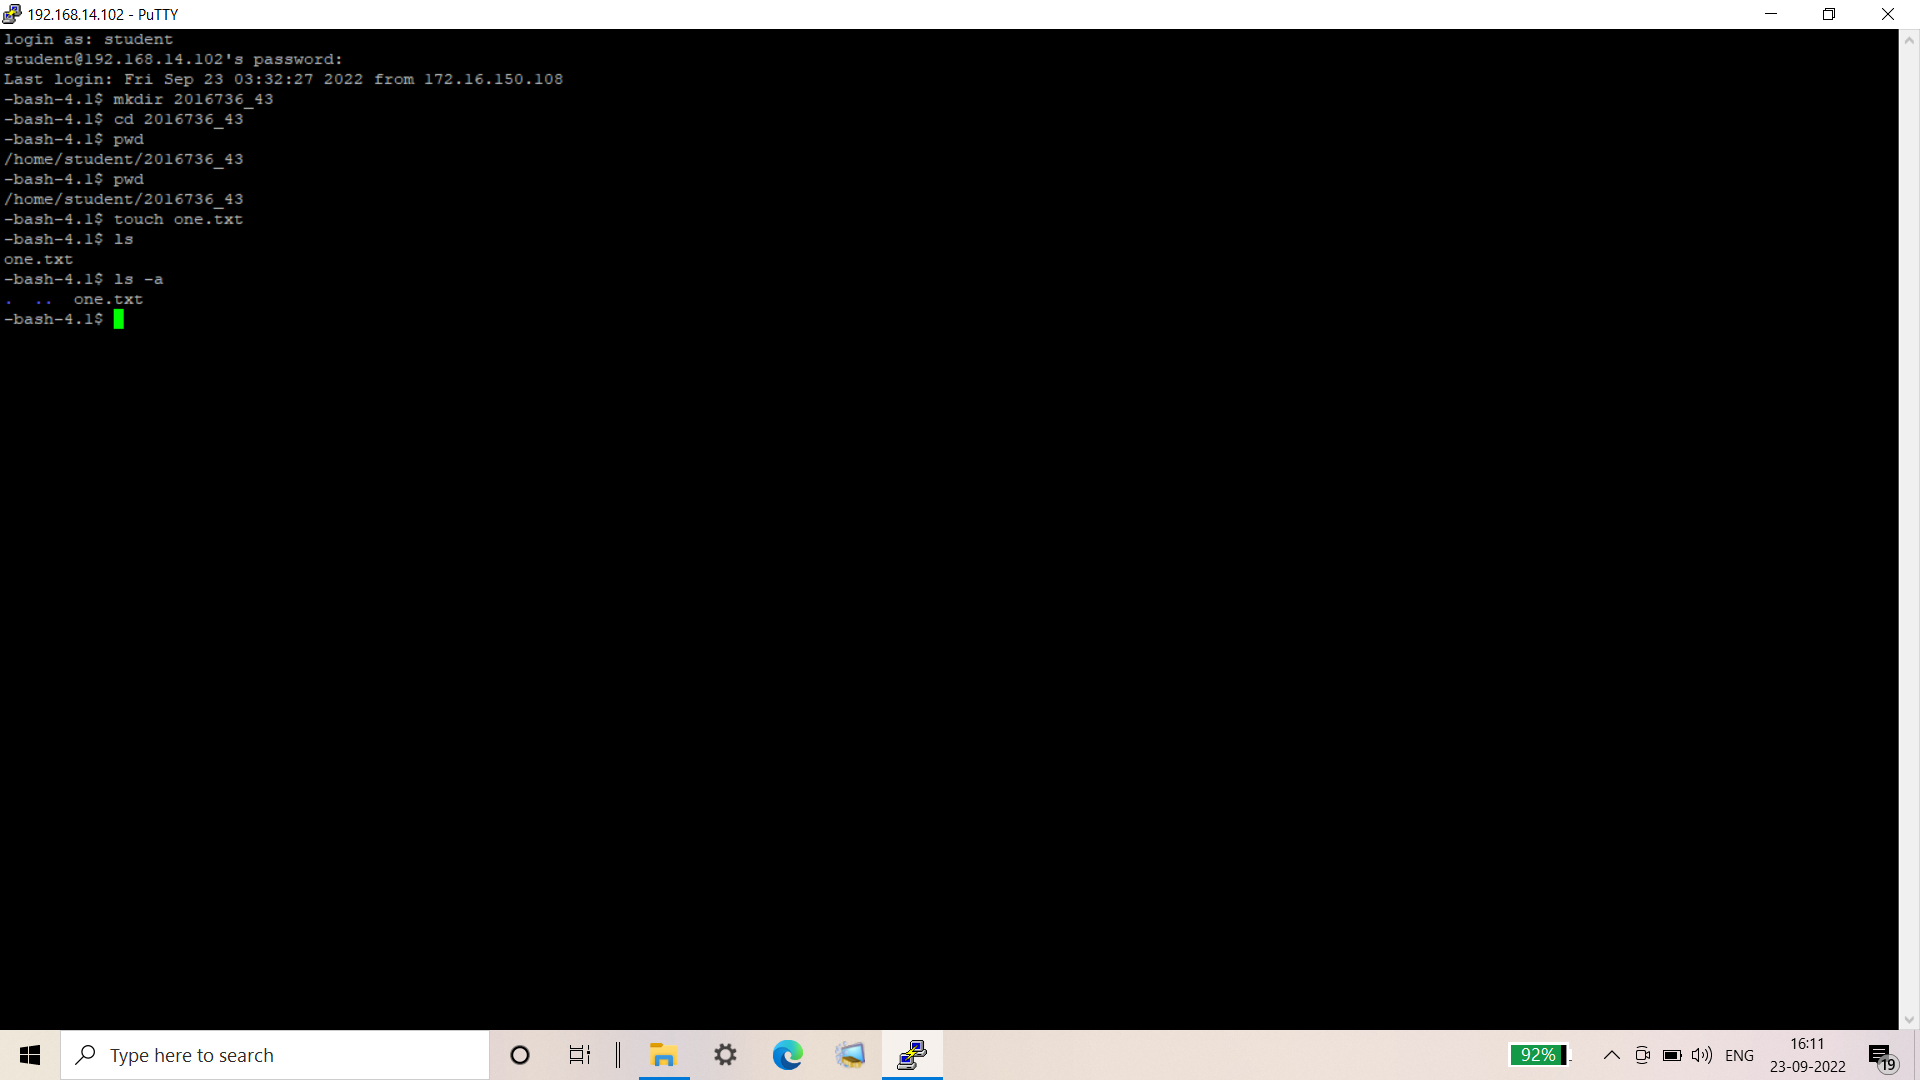 192.168.14.102 - PuTTY
login as: student
student@192.168.14.102's password:
Last login: Fri Sep 23 03:32:27 2022 from 172.16.150.108
-bash-4.1$ mkdir 2016736_43
-bash-4.1$ cd 2016736_43
-bash-4.1$ pwd
/home/student/2016736_43
-bash-4.1$ pwd
/home/student/2016736_43
-bash-4.1$ touch one.txt
-bash-4.1$ ls
one.txt
-bash-4.1$ ls -a
.  ..  one.txt
-bash-4.1$
Type here to search
92%
ENG
16:11
23-09-2022
19